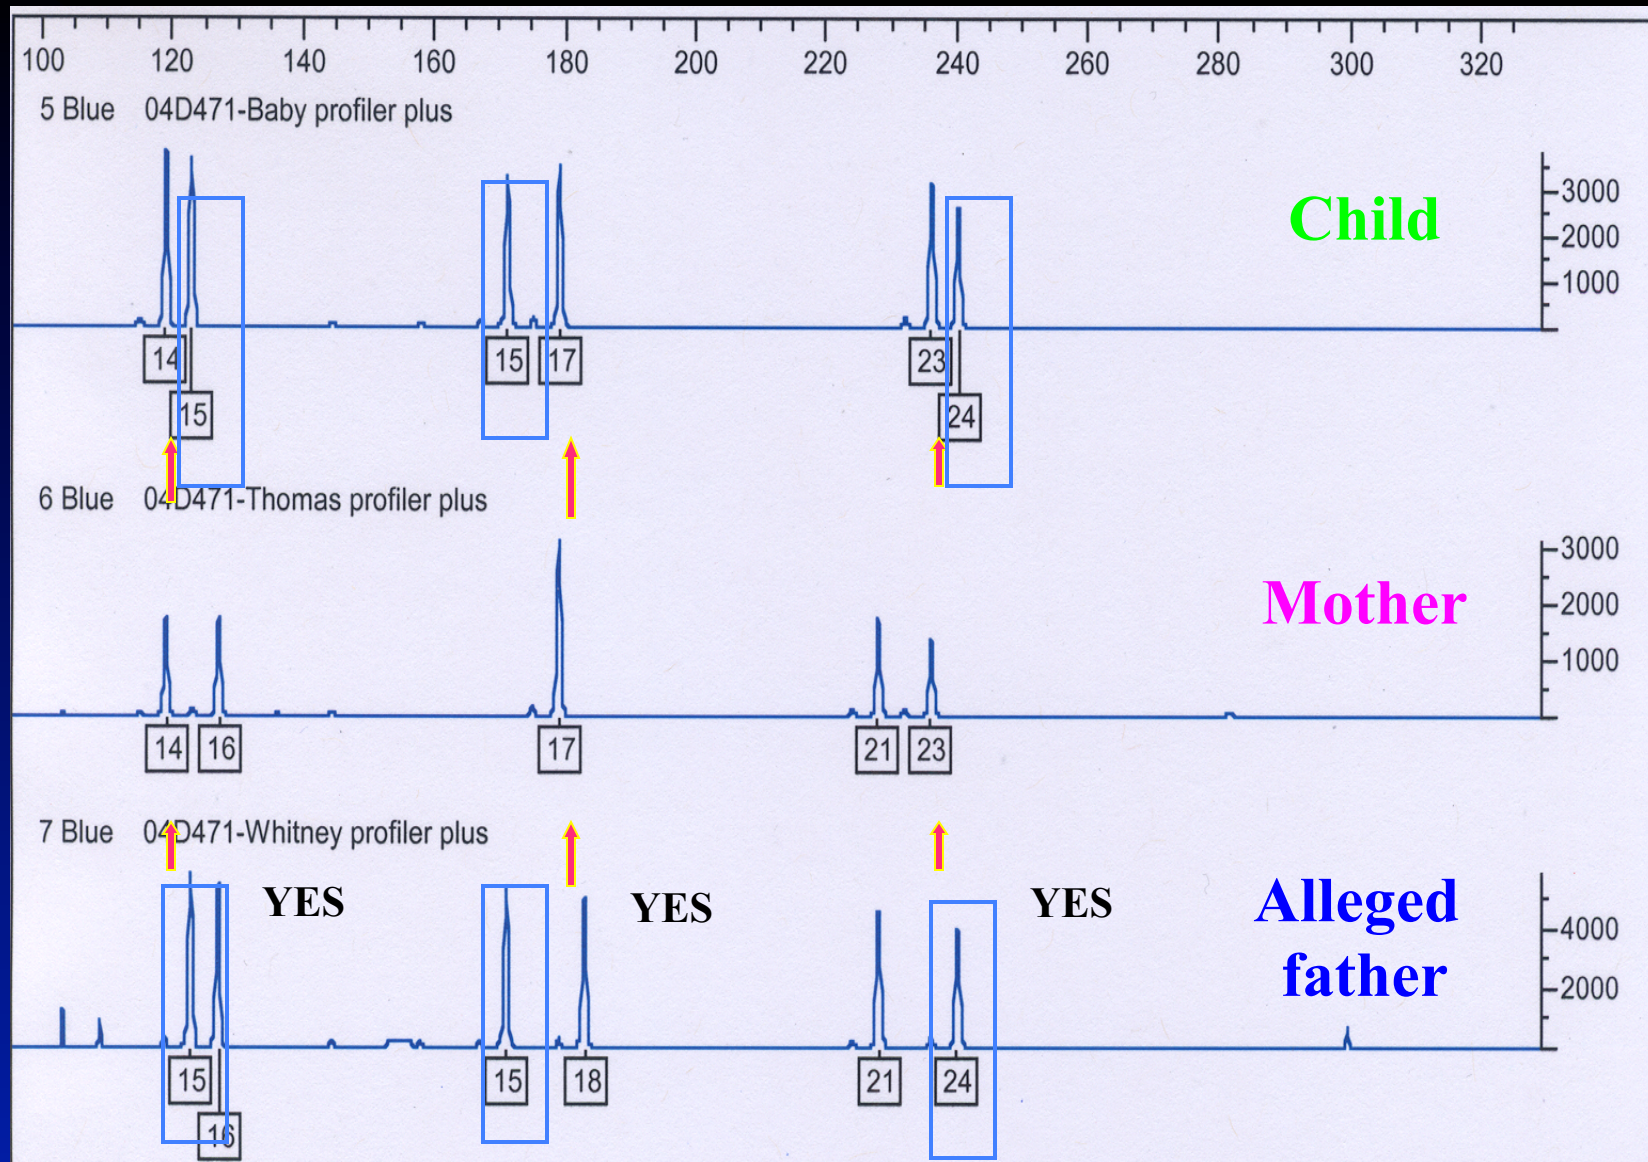 100 120 140 160 180 200 220 240 260 280 300 320
5 Blue 04D471-Baby profiler plus
3000
Child
2000
1000
14 15 17 23
15 24
6 Blue 04D471-Thomas profiler plus
3000
Mother
2000
1000
14 16 17 21 23
7 Blue 04D471-Whitney profiler plus
YES YES YES
Alleged
father
4000
2000
15 15 18 21 24
16